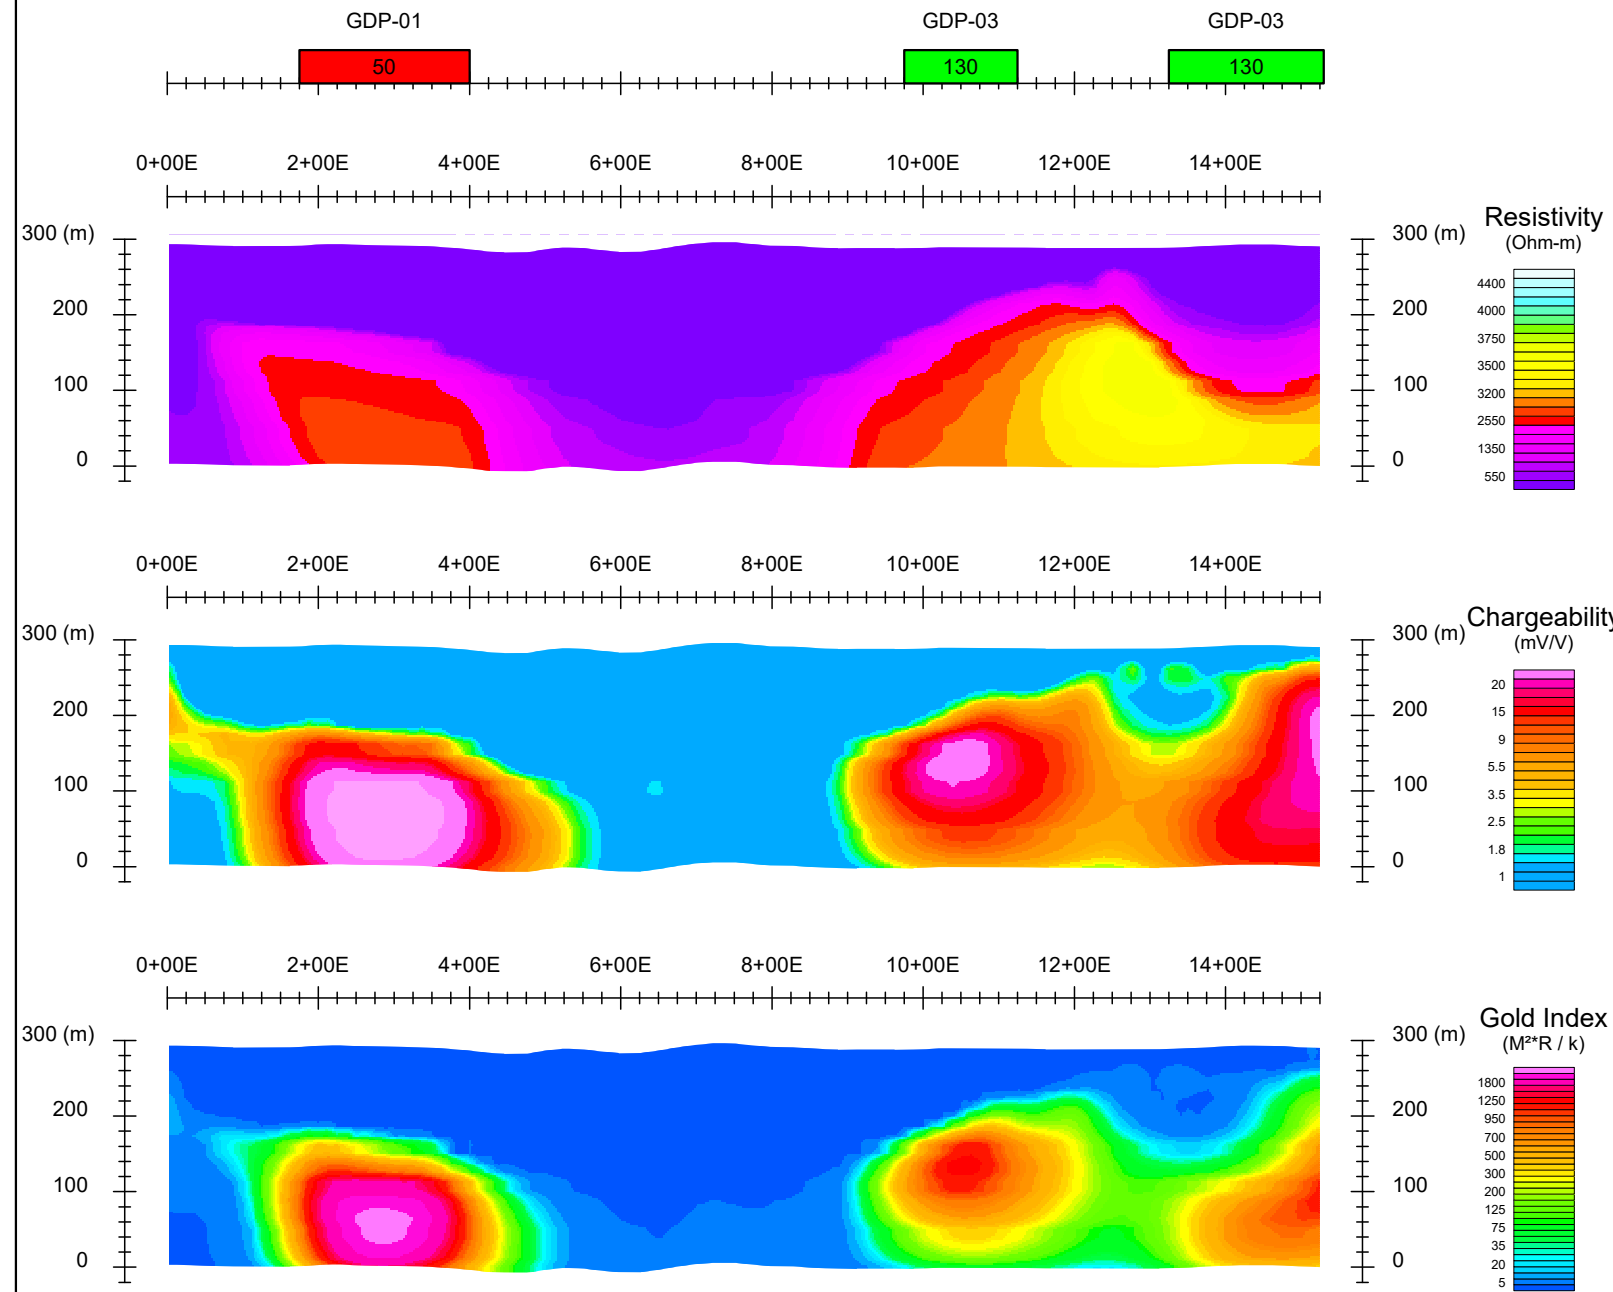 GDP-01 GDP-03 GDP-03
50 130 130
0+00E 2+00E 4+00E 6+00E 8+00E 10+00E 12+00E 14+00E
Resistivity
(Ohm-m)
300 (m) 300 (m)
200 200
100 100
0 0
4400
4000
3750
3500
3200
2550
1350
550
0+00E 2+00E 4+00E 6+00E 8+00E 10+00E 12+00E 14+00E
Chargeability
(mV/V)
300 (m) 300 (m)
200 200
100 100
0 0
20
15
9
5.5
3.5
2.5
1.8
1
0+00E 2+00E 4+00E 6+00E 8+00E 10+00E 12+00E 14+00E
Gold Index
(M²*R / k)
300 (m) 300 (m)
200 200
100 100
0 0
1800
1250
950
700
500
300
200
125
75
35
20
5